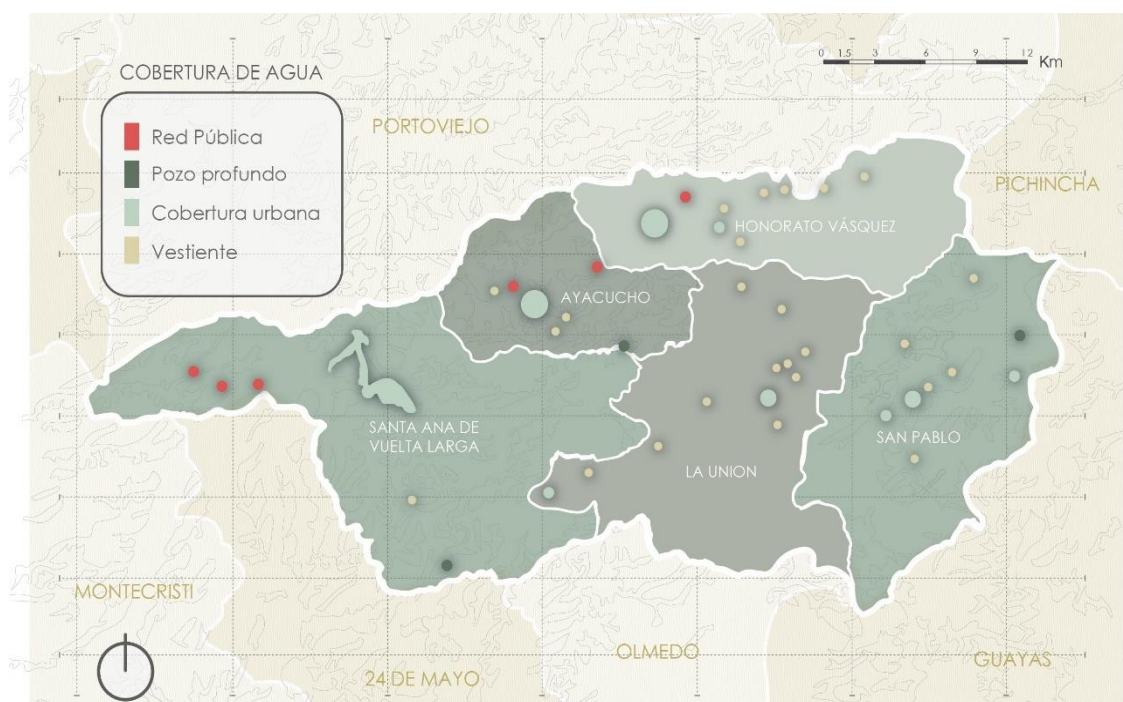 COBERTURA DE AGUA
Red Pública
Pozo profundo
Cobertura urbana
Vestiente
0 1.5 3 6 9 12 Km
PORTOVIEJO
PICHINCHA
HONORATO VÁSQUEZ
AYACUCHO
SANTA ANA DE
VUELTA LARGA
SAN PABLO
LA UNION
MONTECRISTI
OLMEDO
GUAYAS
24 DE MAYO